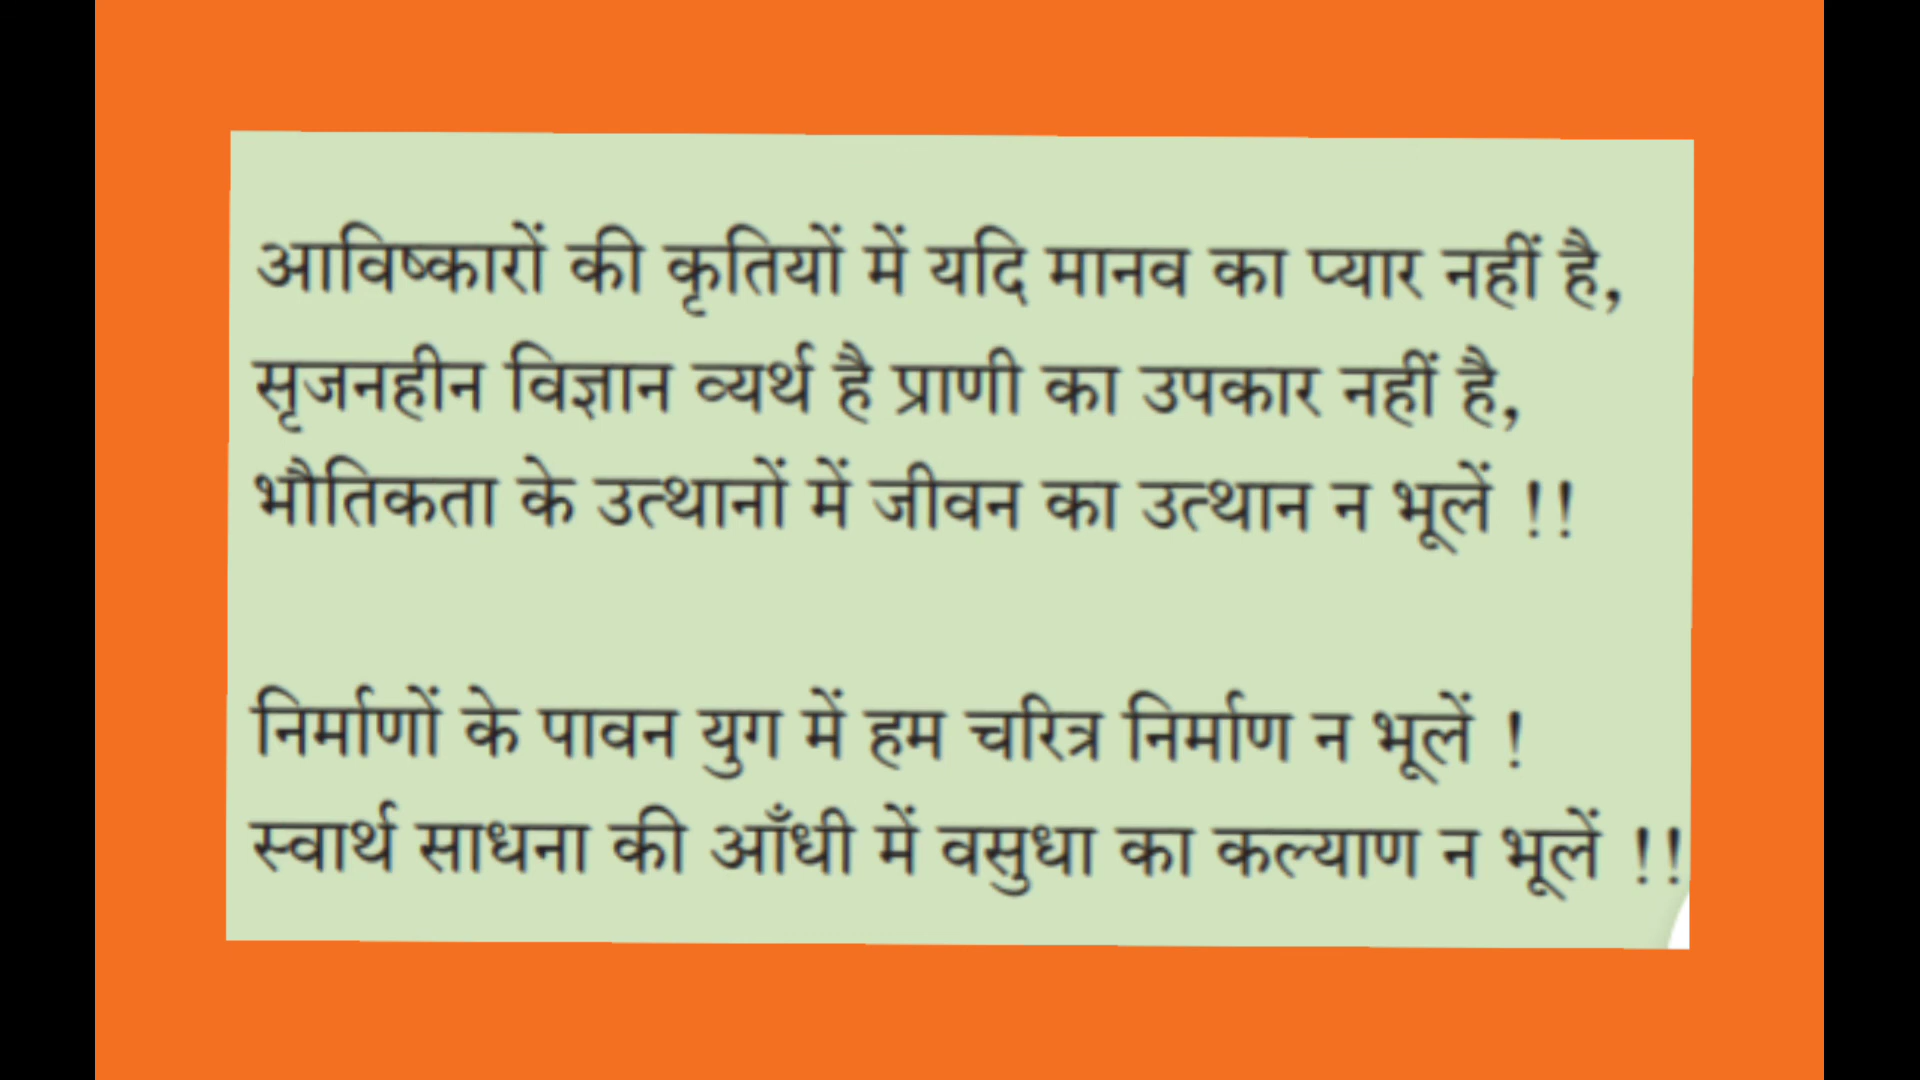 आविष्कारों की कृतियों में यदि मानव का प्यार नहीं है,
सृजनहीन विज्ञान व्यर्थ है प्राणी का उपकार नहीं है,
भौतिकता के उत्थानों में जीवन का उत्थान न भूलें !!
निर्माणों के पावन युग में हम चरित्र निर्माण न भूलें !
स्वार्थ साधना की आँधी में वसुधा का कल्याण न भूलें !!